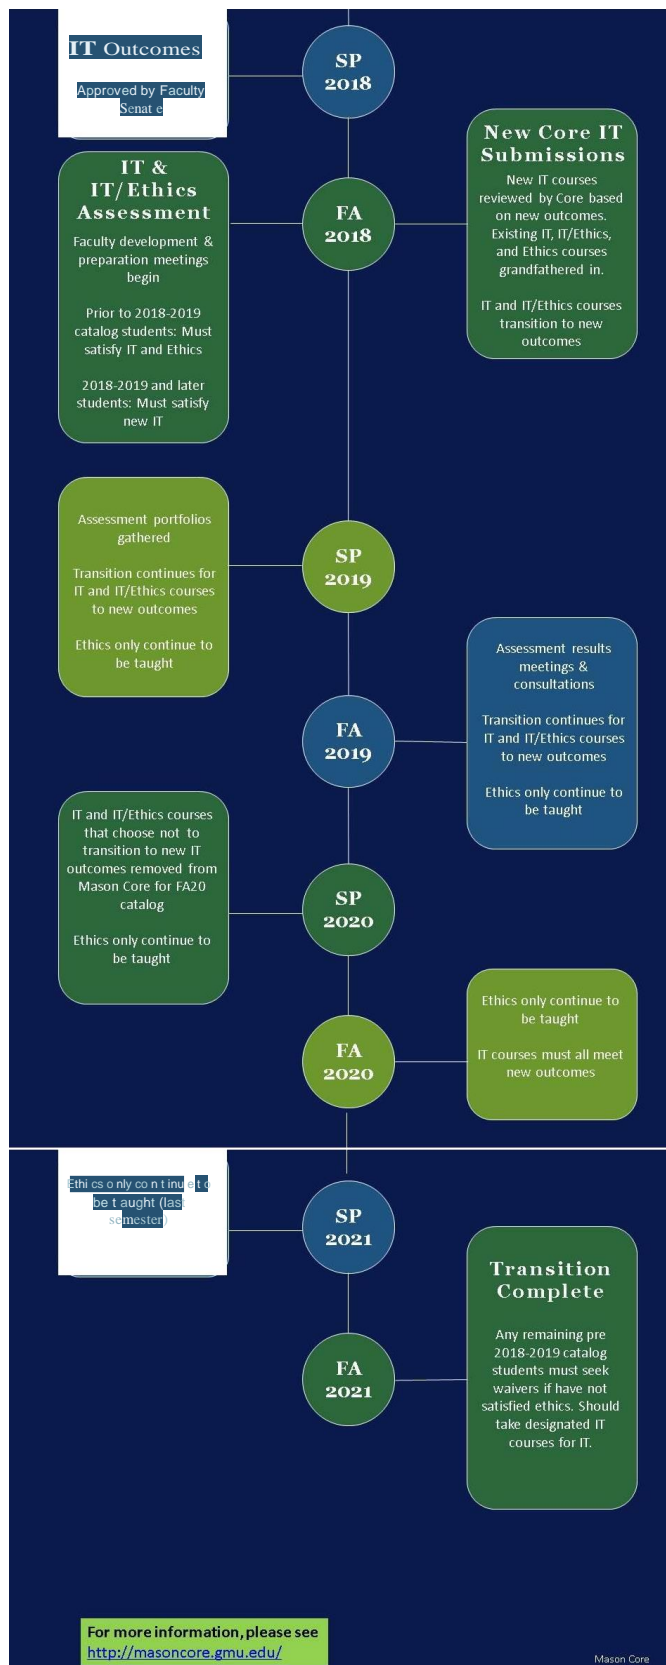 IT Outcomes
Approved by Faculty
Senat e
SP
2018
IT &
IT/Ethics
Assessment
Faculty development &
preparation meetings
begin
Prior to 2018-2019
catalog students: Must
satisfy IT and Ethics
2018-2019 and later
students: Must satisfy
new IT
FA
2018
New Core IT
Submissions
New IT courses
reviewed by Core based
on new outcomes.
Existing IT, IT/Ethics,
and Ethics courses
grandfathered in.
IT and IT/Ethics courses
transition to new
outcomes
Assessment portfolios
gathered
Transition continues for
IT and IT/Ethics courses
to new outcomes
Ethics only continue to
be taught
SP
2019
FA
2019
Assessment results
meetings &
consultations
Transition continues for
IT and IT/Ethics courses
to new outcomes
Ethics only continue to
be taught
IT and IT/Ethics courses
that choose not to
transition to new IT
outcomes removed from
Mason Core for FA20
catalog
Ethics only continue to
be taught
SP
2020
FA
2020
Ethics only continue to
be taught
IT courses must all meet
new outcomes
Ethi cs o nly co n t inu e t o
be t aught (last
semester)
SP
2021
FA
2021
Transition
Complete
Any remaining pre
2018-2019 catalog
students must seek
waivers if have not
satisfied ethics. Should
take designated IT
courses for IT.
For more information, please see
http://masoncore.gmu.edu/
Mason Core